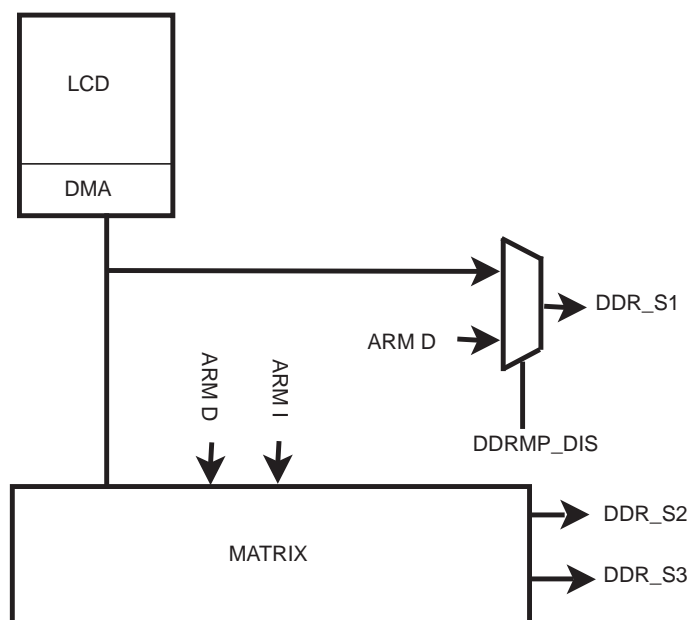 LCD
DMA
DDR_S1
ARM D
ARM D
ARM I
DDRMP_DIS
DDR_S2
MATRIX
DDR_S3